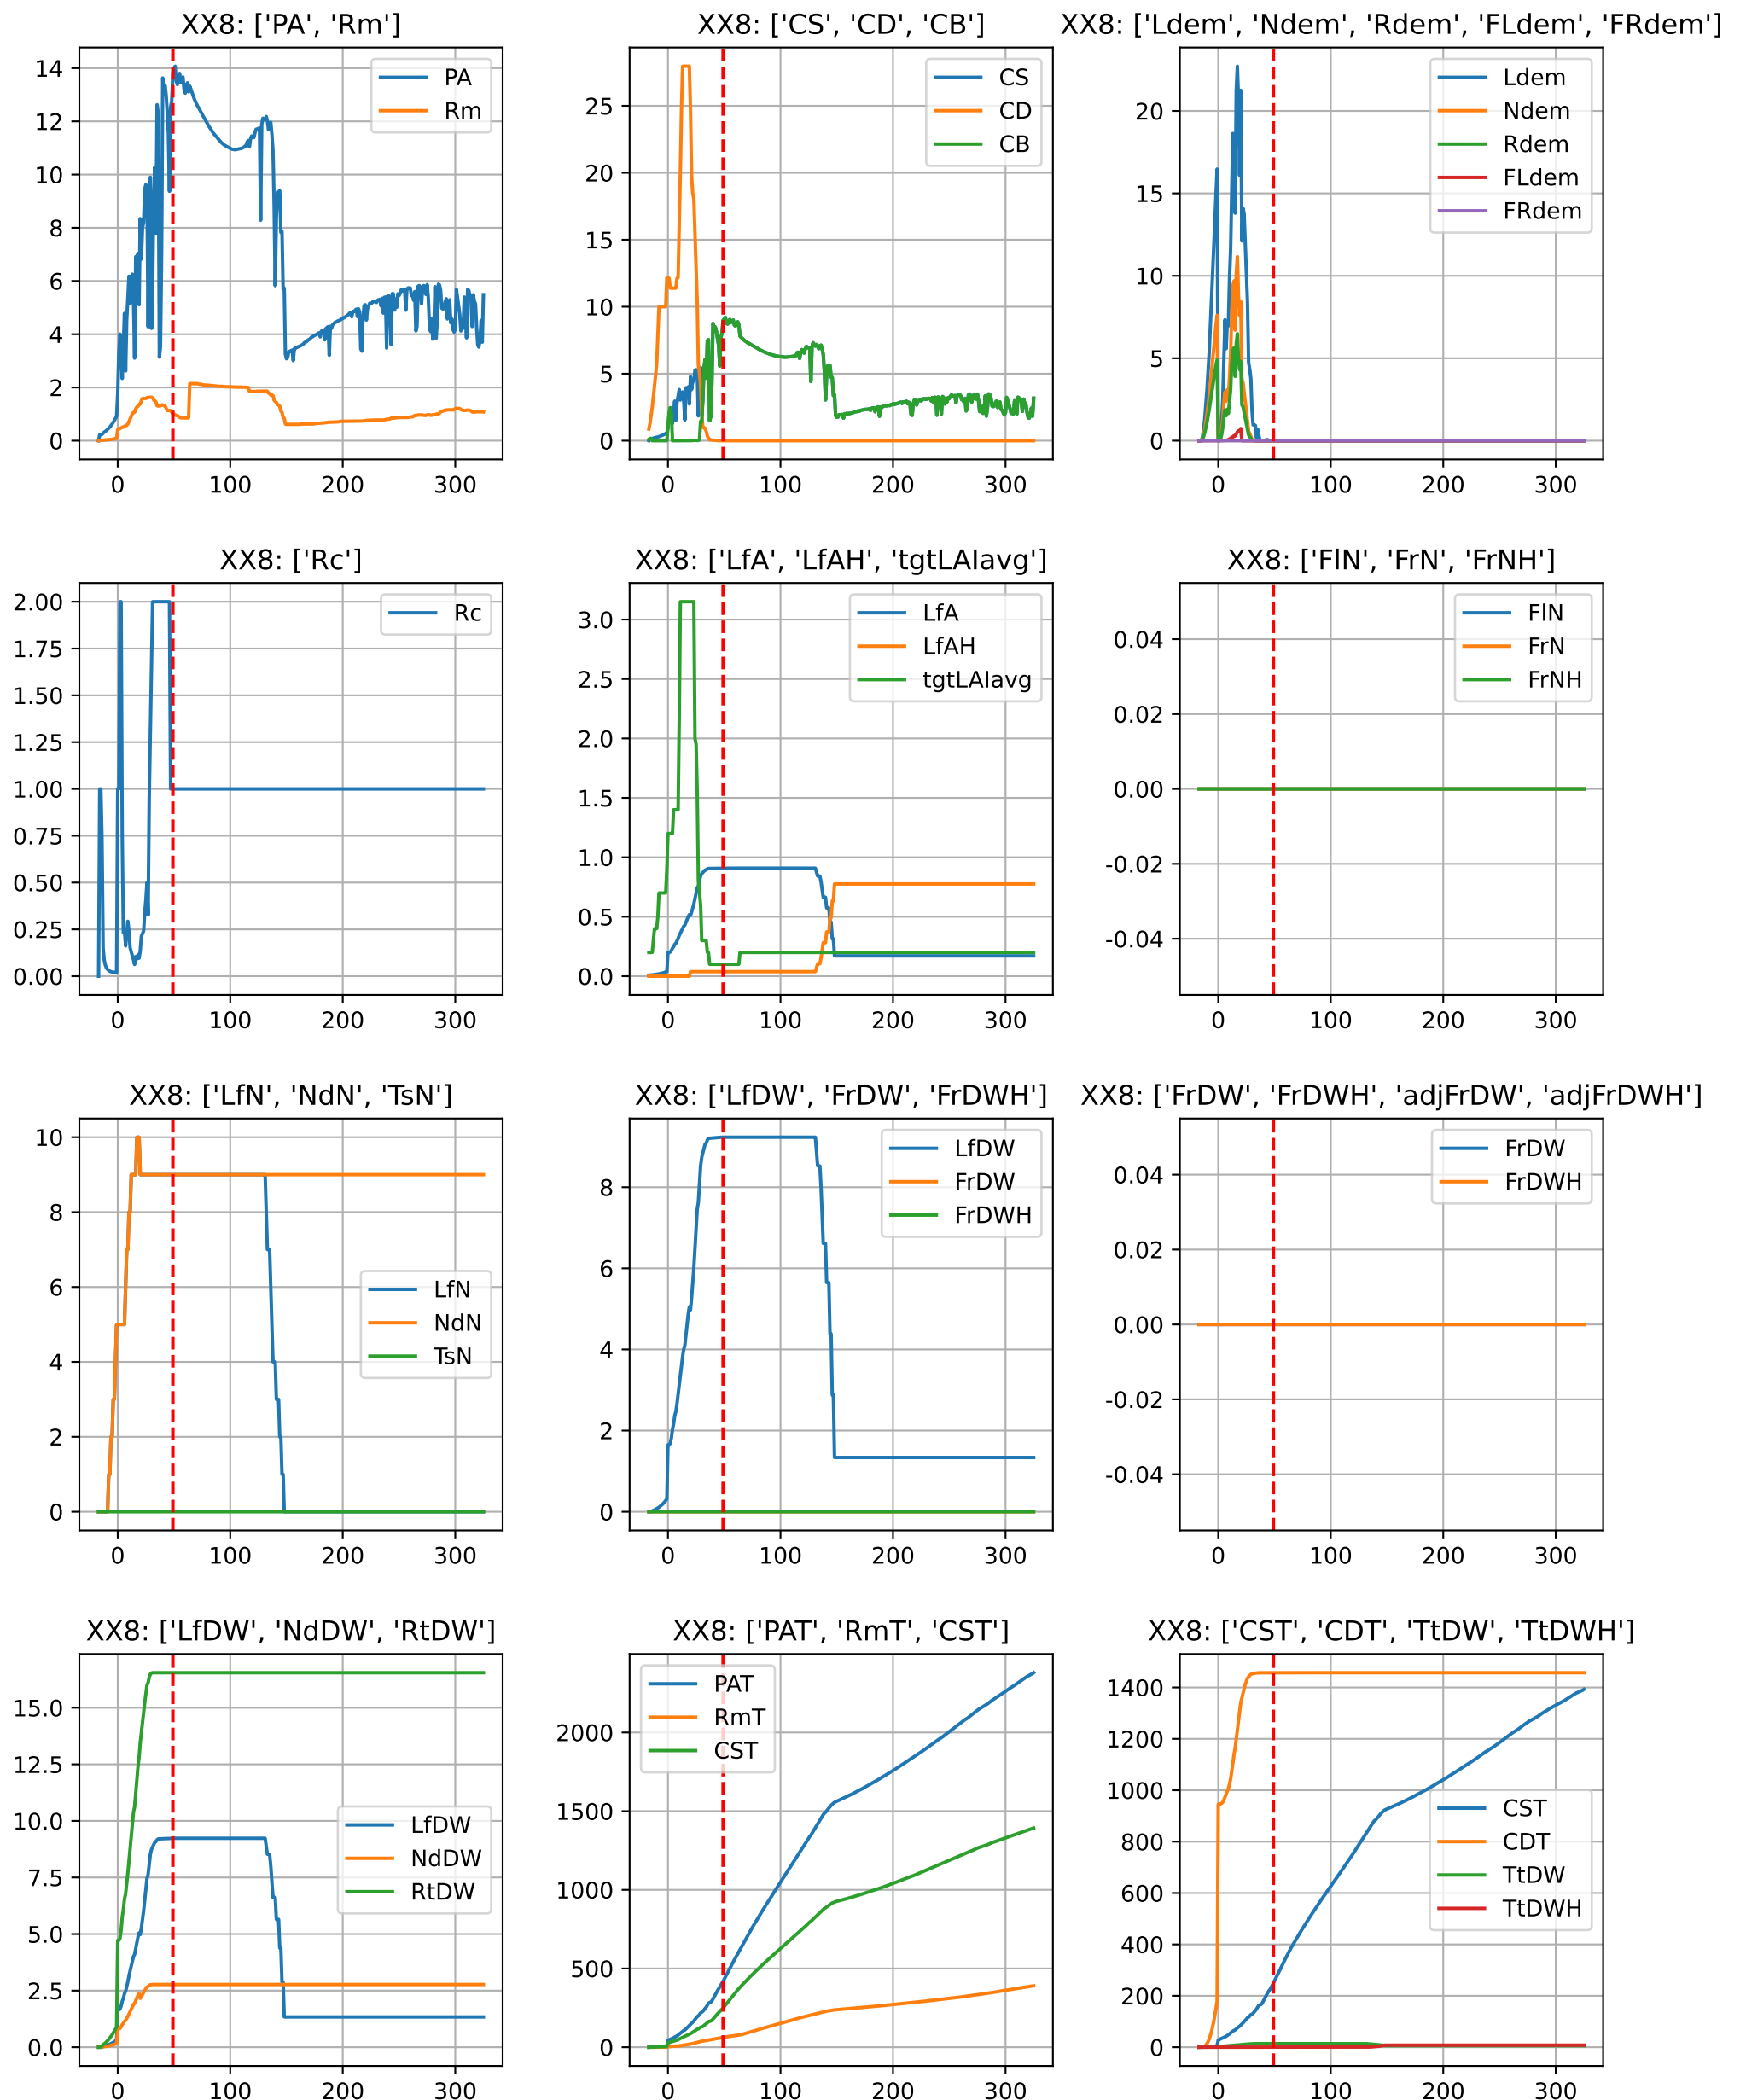 XX8: ['PA', 'Rm']
14
12
10
8
6
4
2
0
0 100 200 300
PA
Rm
XX8: ['CS', 'CD', 'CB']
25
20
15
10
5
0
0 100 200 300
CS
CD
CB
XX8: ['Ldem', 'Ndem', 'Rdem', 'FLdem', 'FRdem']
20
15
10
5
0
0 100 200 300
Ldem
Ndem
Rdem
FLdem
FRdem
XX8: ['Rc']
2.00
1.75
1.50
1.25
1.00
0.75
0.50
0.25
0.00
0 100 200 300
Rc
XX8: ['LfA', 'LfAH', 'tgtLAIavg']
3.0
2.5
2.0
1.5
1.0
0.5
0.0
0 100 200 300
LfA
LfAH
tgtLAIavg
XX8: ['FlN', 'FrN', 'FrNH']
0.04
0.02
0.00
-0.02
-0.04
0 100 200 300
FlN
FrN
FrNH
XX8: ['LfN', 'NdN', 'TsN']
10
8
6
4
2
0
0 100 200 300
LfN
NdN
TsN
XX8: ['LfDW', 'FrDW', 'FrDWH']
8
6
4
2
0
0 100 200 300
LfDW
FrDW
FrDWH
XX8: ['FrDW', 'FrDWH', 'adjFrDW', 'adjFrDWH']
0.04
0.02
0.00
-0.02
-0.04
0 100 200 300
FrDW
FrDWH
XX8: ['LfDW', 'NdDW', 'RtDW']
15.0
12.5
10.0
7.5
5.0
2.5
0.0
0 100 200 300
LfDW
NdDW
RtDW
XX8: ['PAT', 'RmT', 'CST']
2000
1500
1000
500
0
0 100 200 300
PAT
RmT
CST
XX8: ['CST', 'CDT', 'TtDW', 'TtDWH']
1400
1200
1000
800
600
400
200
0
0 100 200 300
CST
CDT
TtDW
TtDWH